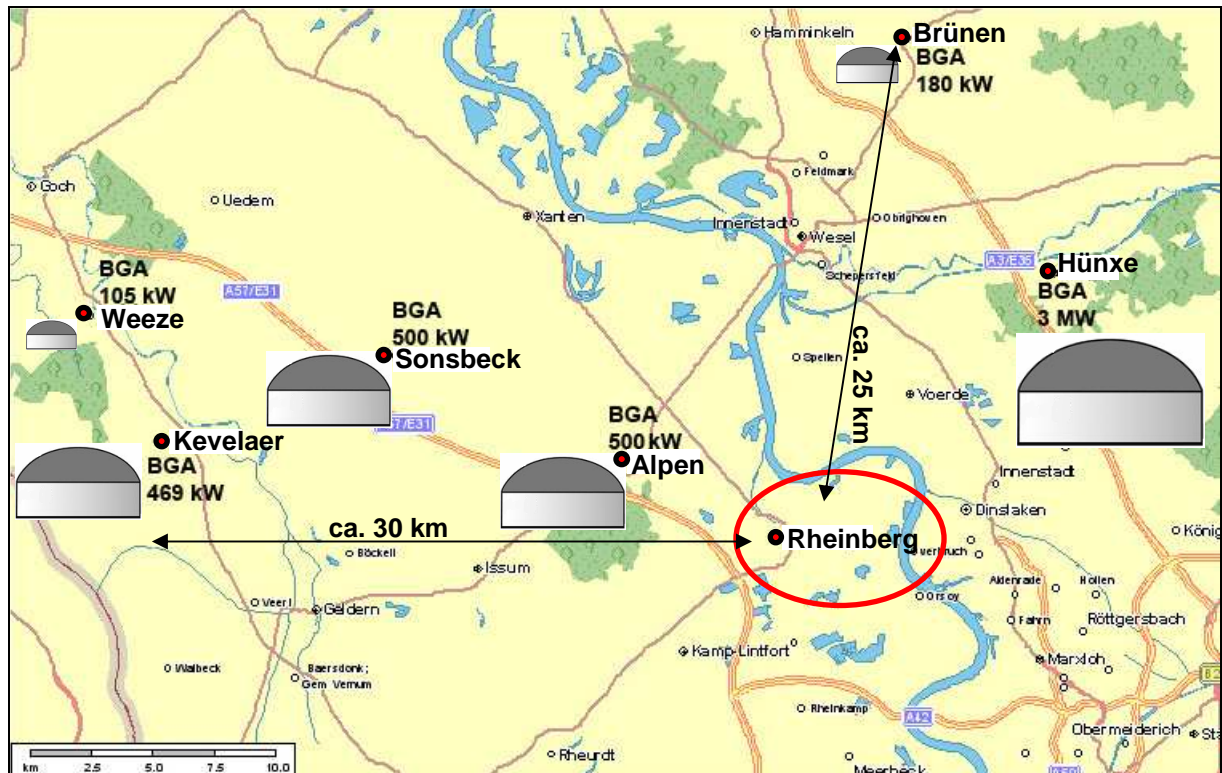 Hamminkeln
Brünen
BGA
180 kW
Feldmark
Goch
Uedem
Xanten
Innenstadt
Obrighoven
Wesel
Schepersfeld
A3/E35
Hünxe
BGA
3 MW
BGA
105 kW
Weeze
A57/E31
BGA
500 kW
Sonsbeck
Spellen
ca. 25 km
Voerde
A57/E31
BGA
500 kW
Alpen
Kevelaer
BGA
469 kW
Innenstadt
Dinslaken
ca. 30 km
Rheinberg
Böckelt
Issum
Aldenrade
Orsoy
Fahrn
Röttgersbach
Veert
Geldern
Kamp-Lintfort
Marxloh
Walbeck
Baersdonk;
Gem Vernum
Rheinkamp
A42
Obermeiderich
Rheurdt
Meerbeck
km 2.5 5.0 7.5 10.0